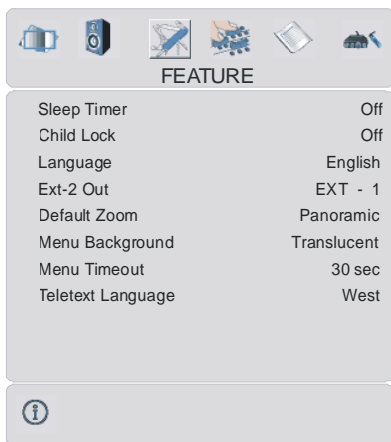 FEATURE
Sleep Timer Off
Child Lock Off
Language English
Ext-2 Out EXT - 1
Default Zoom Panoramic
Menu Background Translucent
Menu Timeout 30 sec
Teletext Language West